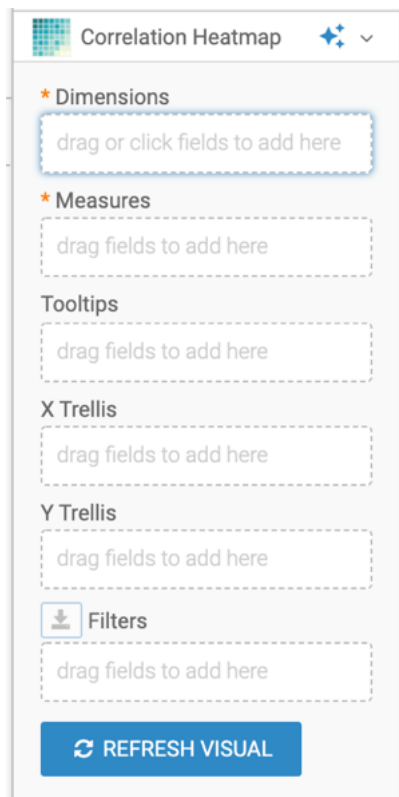 Correlation Heatmap
* Dimensions
drag or click fields to add here
* Measures
drag fields to add here
Tooltips
drag fields to add here
X Trellis
drag fields to add here
Y Trellis
drag fields to add here
Filters
drag fields to add here
REFRESH VISUAL